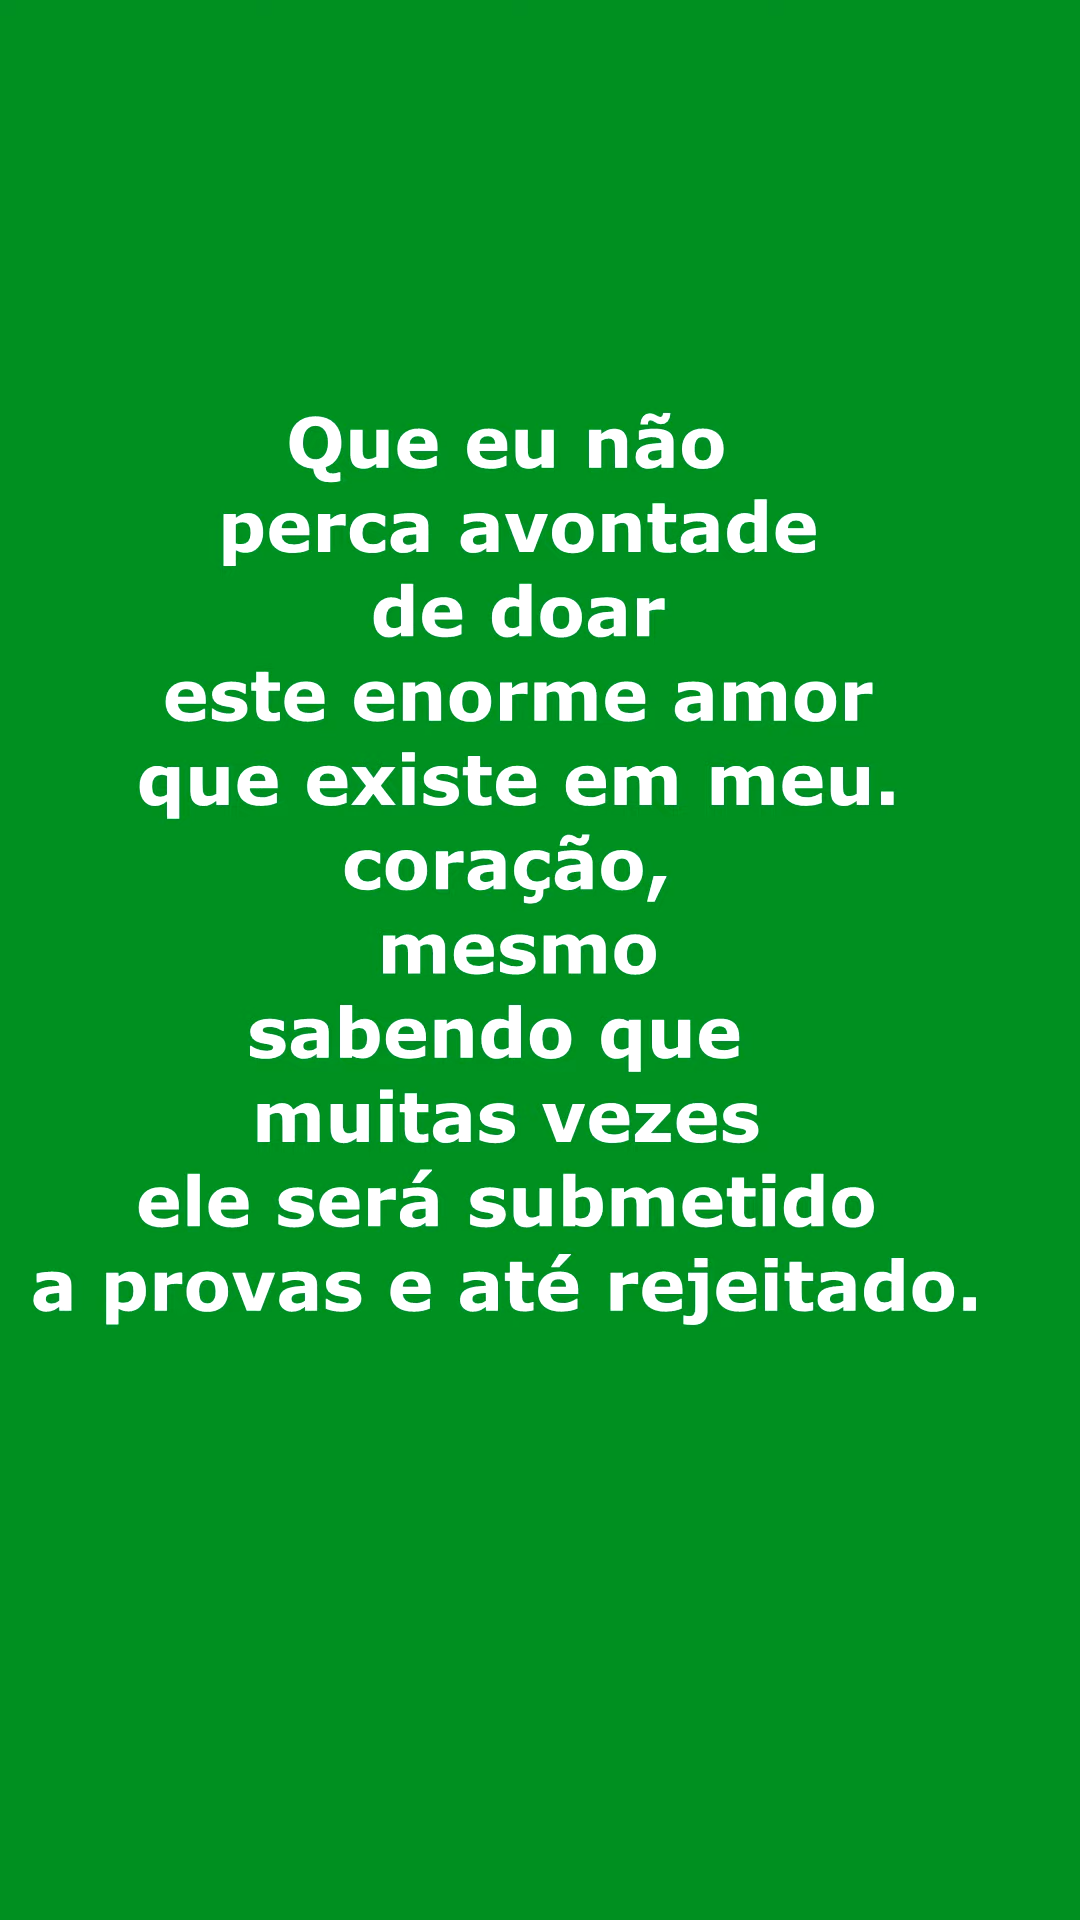 Que eu não
perca avontade
de doar
este enorme amor
que existe em meu.
coração,
mesmo
sabendo que
muitas vezes
ele será submetido
a provas e até rejeitado.